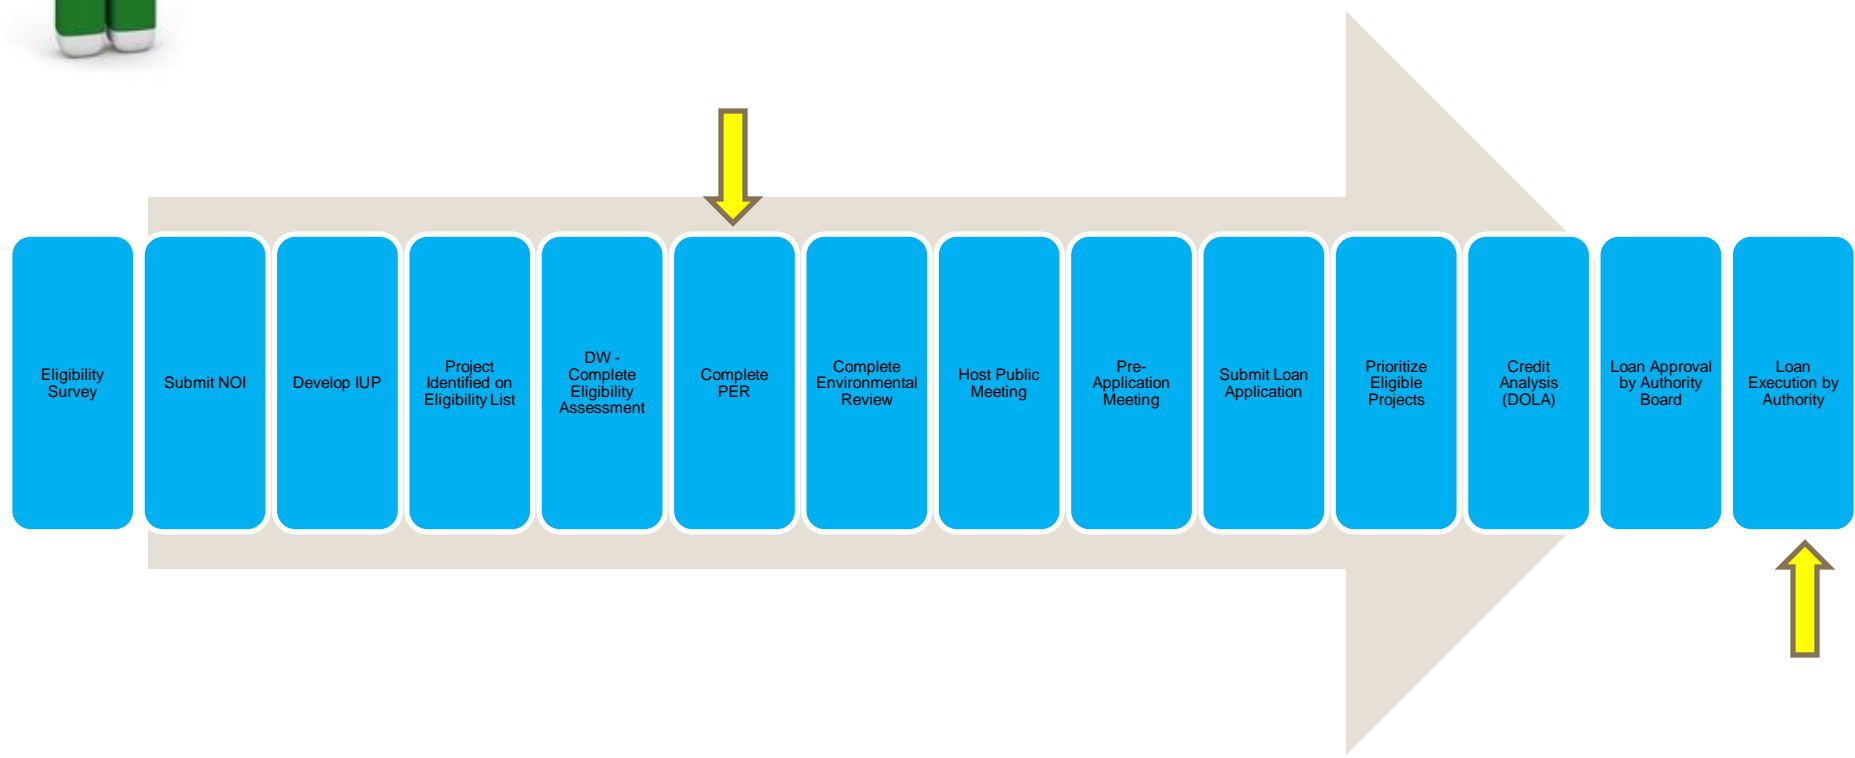 Eligibility
Survey
Submit NOI
Develop IUP
Project
Identified on
Eligibility List
DW -
Complete
Eligibility
Assessment
Complete
PER
Complete
Environmental
Review
Host Public
Meeting
Pre-
Application
Meeting
Submit Loan
Application
Prioritize
Eligible
Projects
Credit
Analysis
(DOLA)
Loan Approval
by Authority
Board
Loan
Execution by
Authority